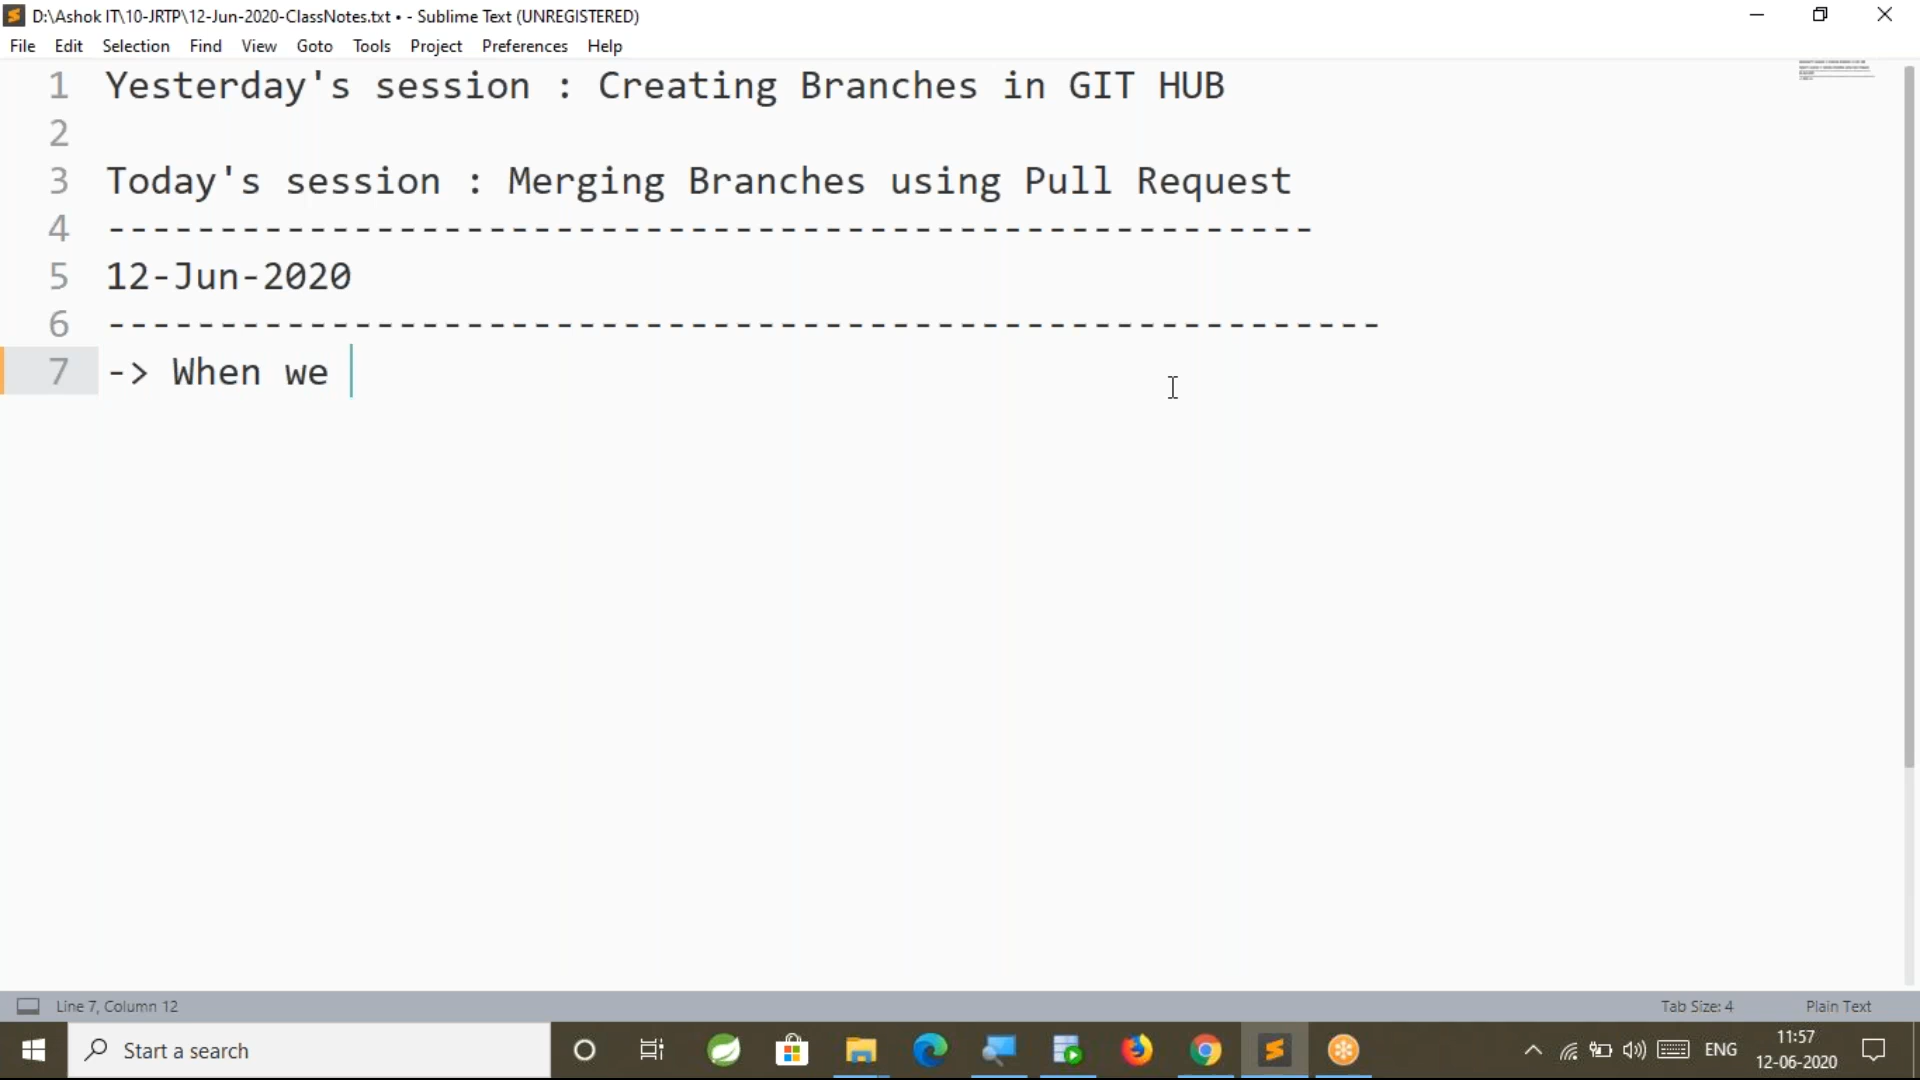 D:\Ashok IT\10-JRTP\12-Jun-2020-ClassNotes.txt • - Sublime Text (UNREGISTERED)
File Edit Selection Find View Goto Tools Project Preferences Help
1 Yesterday's session : Creating Branches in GIT HUB
2
3 Today's session : Merging Branches using Pull Request
4 ------------------------------------------------------
5 12-Jun-2020
6 ---------------------------------------------------------
7 -> When we
Line 7, Column 12 Tab Size: 4 Plain Text
Start a search ENG 11:57
12-06-2020